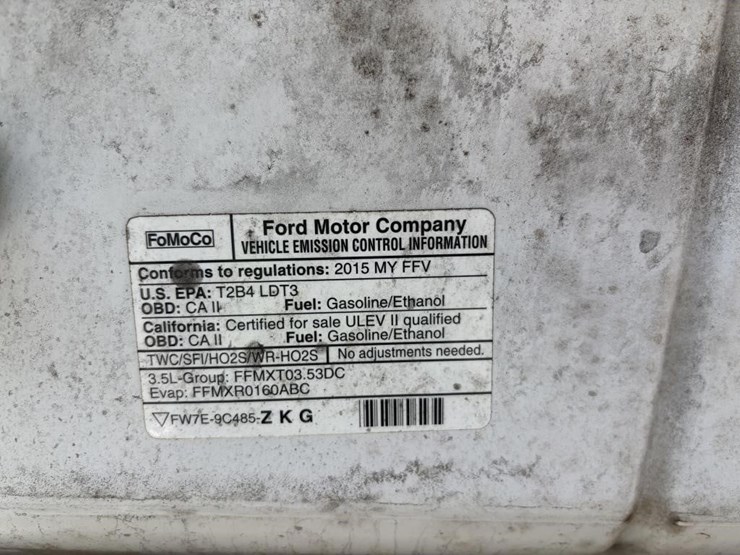 FoMoCo
Ford Motor Company
VEHICLE EMISSION CONTROL INFORMATION
Conforms to regulations: 2015 MY FFV
U.S. EPA: T2B4 LDT3
OBD: CA II Fuel: Gasoline/Ethanol
California: Certified for sale ULEV II qualified
OBD: CA II Fuel: Gasoline/Ethanol
TWC/SFI/HO2S/WR-HO2S No adjustments needed.
3.5L-Group: FFMXT03.53DC
Evap: FFMXR0160ABC
FW7E-9C485-Z K G